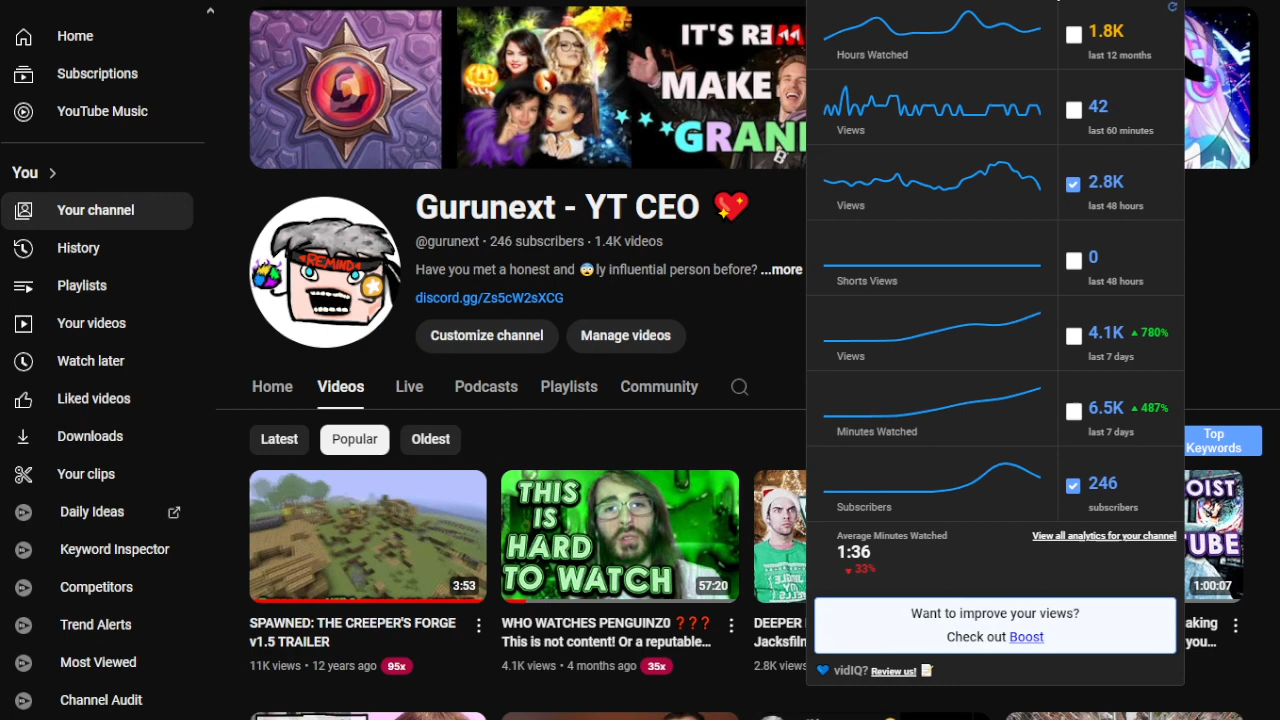 Home
Subscriptions
YouTube Music
You
Your channel
History
Playlists
Your videos
Watch later
Liked videos
Downloads
Your clips
Daily Ideas
Keyword Inspector
Competitors
Trend Alerts
Most Viewed
Channel Audit
IT'S REM
MAKE
GRAN
REMIND
Gurunext - YT CEO
@gurunext · 246 subscribers · 1.4K videos
Have you met a honest and 😨ly influential person before? ...more
discord.gg/Zs5cW2sXCG
Customize channel
Manage videos
Home Videos Live Podcasts Playlists Community
Latest Popular Oldest
3:53
SPAWNED: THE CREEPER'S FORGE
v1.5 TRAILER
11K views • 12 years ago 95x
THIS
IS
HARD
TO WATCH
57:20
WHO WATCHES PENGUINZ0 ❓❓❓
This is not content! Or a reputable...
4.1K views • 4 months ago 35x
DEEPER
Jacksfilm
2.8K views
Hours Watched
1.8K
last 12 months
Views
42
last 60 minutes
Views
2.8K
last 48 hours
Shorts Views
0
last 48 hours
Views
4.1K 780%
last 7 days
Minutes Watched
6.5K 487%
last 7 days
Subscribers
246
subscribers
Average Minutes Watched
1:36
33%
View all analytics for your channel
Want to improve your views?
Check out Boost
vidIQ? Review us!
Top
Keywords
OIST
TUBE
1:00:07
aking
you...